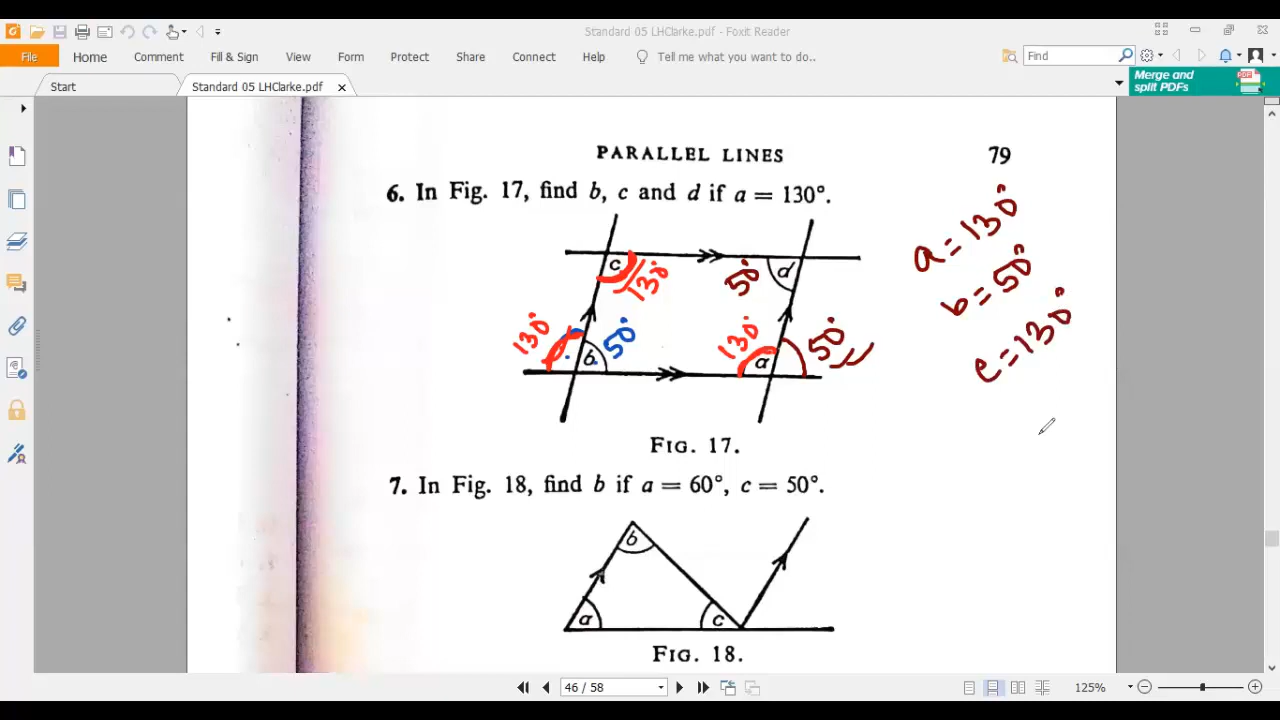 Standard 05 LHClarke.pdf - Foxit Reader
File Home Comment Fill & Sign View Form Protect Share Connect Help Tell me what you want to do.. Find
Start Standard 05 LHClarke.pdf x
Merge and
split PDFs
PARALLEL LINES 79
6. In Fig. 17, find b, c and d if a = 130°.
c 130° 50° d
130° b 50° 130° a 50°
a = 130°
b = 50°
c = 130°
FIG. 17.
7. In Fig. 18, find b if a = 60°, c = 50°.
b
a c
FIG. 18.
46 / 58 125%